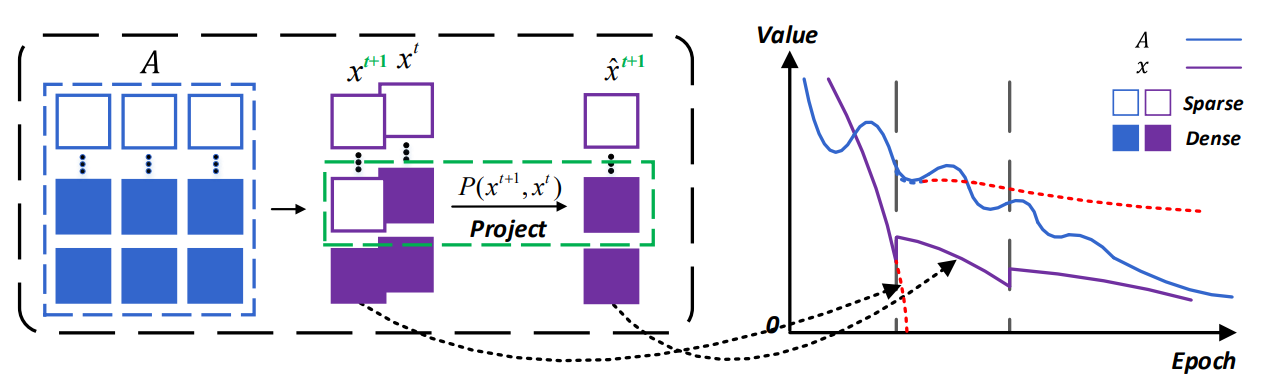 A
x^{t+1} x^t
x̂^{t+1}
P(x^{t+1}, x^t)
Project
Value
A
x
Sparse
Dense
0
Epoch